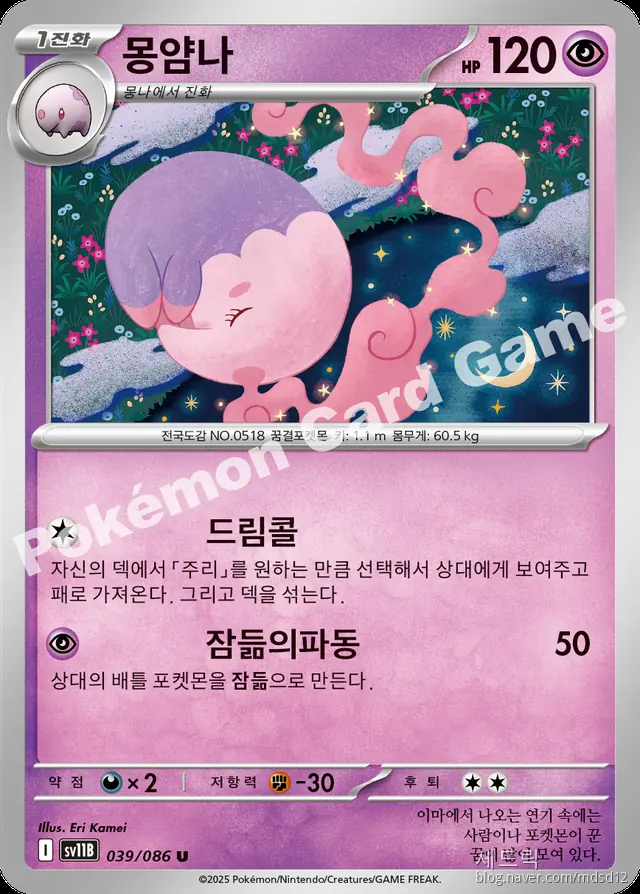 1진화
몽얌나
HP 120
몽나에서 진화
전국도감 NO.0518 꿈결포켓몬 키: 1.1 m 몸무게: 60.5 kg
Pokémon Card Game
드림콜
자신의 덱에서 「주리」를 원하는 만큼 선택해서 상대에게 보여주고
패로 가져온다. 그리고 덱을 섞는다.
잠듦의파동 50
상대의 배틀 포켓몬을 잠듦으로 만든다.
약점 ×2 저항력 -30 후퇴
Illus. Eri Kamei
I sv11B 039/086 U
이마에서 나오는 연기 속에는
사람이나 포켓몬이 꾼
꿈이 많이 모여 있다.
©2025 Pokémon/Nintendo/Creatures/GAME FREAK.
blog.naver.com/mdsd12